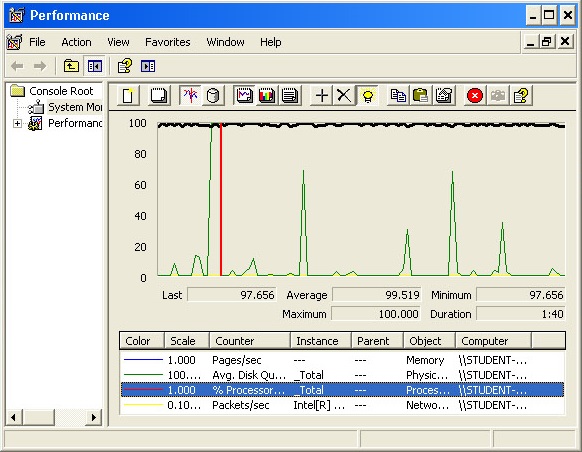 Performance
File Action View Favorites Window Help
Console Root
System Mo
Performanc
100
80
60
40
20
0
Last 97.656 Average 99.519 Minimum 97.656
Maximum 100.000 Duration 1:40
Color Scale Counter Instance Parent Object Computer
1.000 Pages/sec --- --- Memory \\STUDENT-...
100.... Avg. Disk Qu... _Total --- Physic... \\STUDENT-...
1.000 % Processor... _Total --- Proces... \\STUDENT-...
0.10... Packets/sec Intel[R] ... --- Netwo... \\STUDENT-...